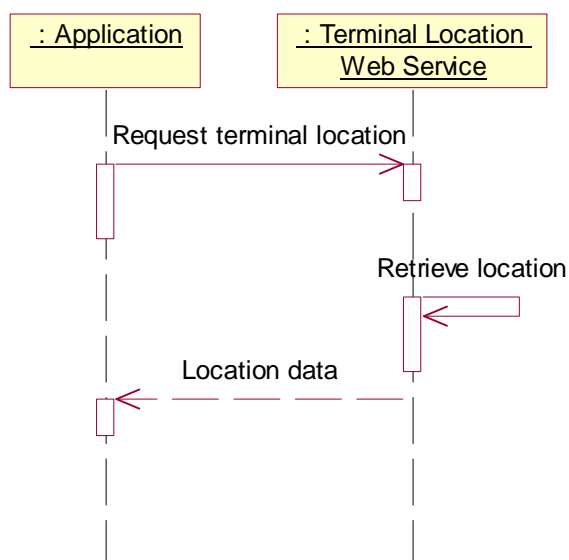 : Application
: Terminal Location
Web Service
Request terminal location
Retrieve location
Location data